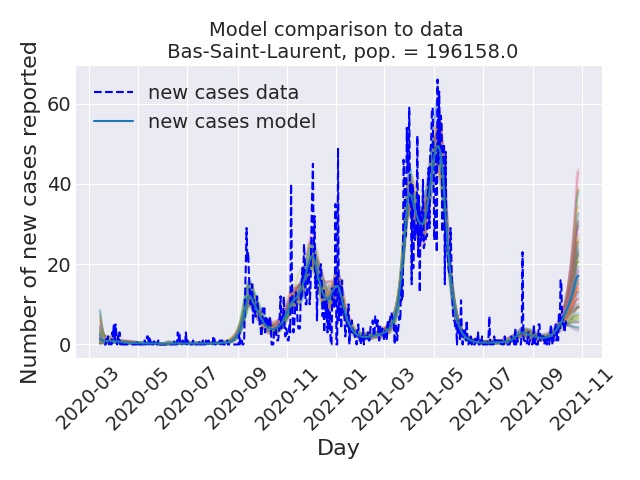 Model comparison to data
Bas-Saint-Laurent, pop. = 196158.0
Number of new cases reported
60
40
20
0
new cases data
new cases model
2020-03
2020-05
2020-07
2020-09
2020-11
2021-01
2021-03
2021-05
2021-07
2021-09
2021-11
Day